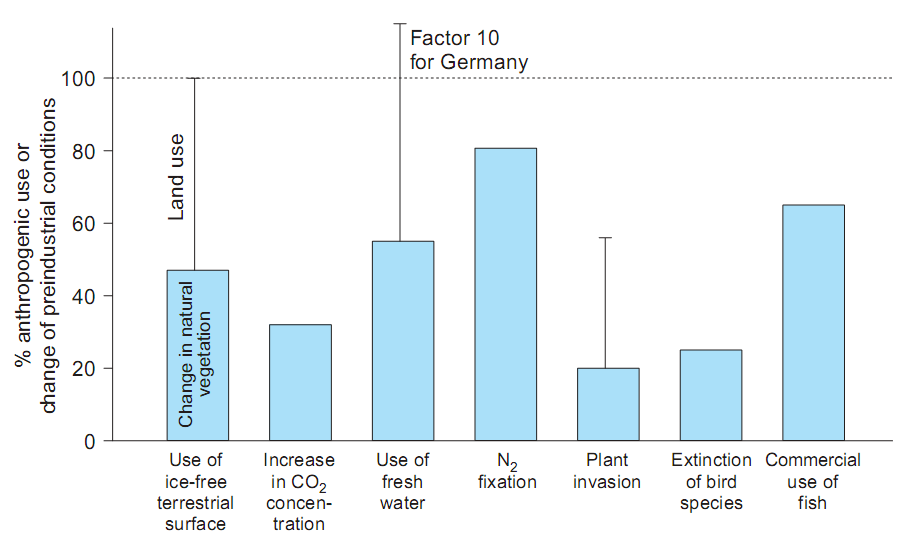 Factor 10
for Germany
% anthropogenic use or
change of preindustrial conditions
100
80
60
40
20
0
Land use
Change in natural
vegetation
Use of
ice-free
terrestrial
surface
Increase
in CO₂
concen-
tration
Use of
fresh
water
N₂
fixation
Plant
invasion
Extinction
of bird
species
Commercial
use of
fish